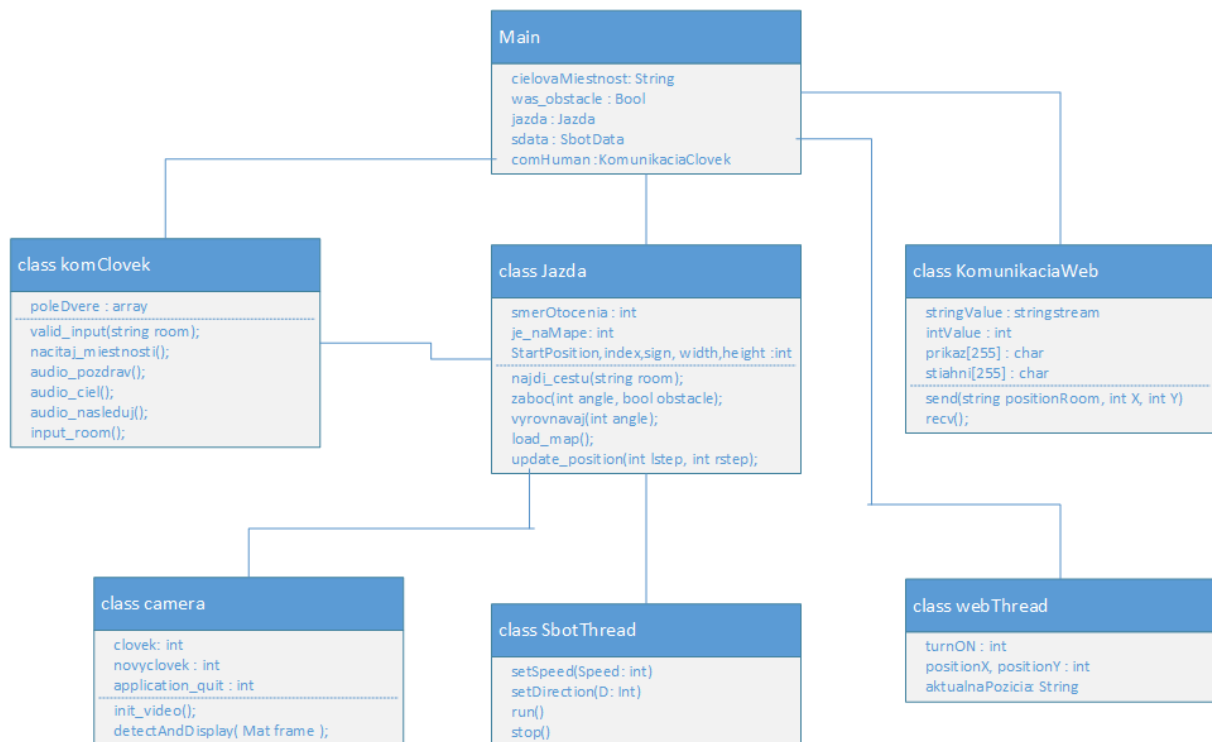 Main
cielovaMiestnost: String
was_obstacle : Bool
jazda : Jazda
sdata : SbotData
comHuman :KomunikaciaClovek
class komClovek
poleDvere : array
valid_input(string room);
nacitaj_miestnosti();
audio_pozdrav();
audio_ciel();
audio_nasleduj();
input_room();
class Jazda
smerOtocenia : int
je_naMape: int
StartPosition,index,sign, width,height :int
najdi_cestu(string room);
zaboc(int angle, bool obstacle);
vyrovnavaj(int angle);
load_map();
update_position(int lstep, int rstep);
class KomunikaciaWeb
stringValue : stringstream
intValue : int
prikaz[255] : char
stiahni[255] : char
send(string positionRoom, int X, int Y)
recv();
class camera
clovek: int
novyclovek : int
application_quit : int
init_video();
detectAndDisplay( Mat frame );
class SbotThread
setSpeed(Speed: int)
setDirection(D: Int)
run()
stop()
class webThread
turnON : int
positionX, positionY : int
aktualnaPozicia: String